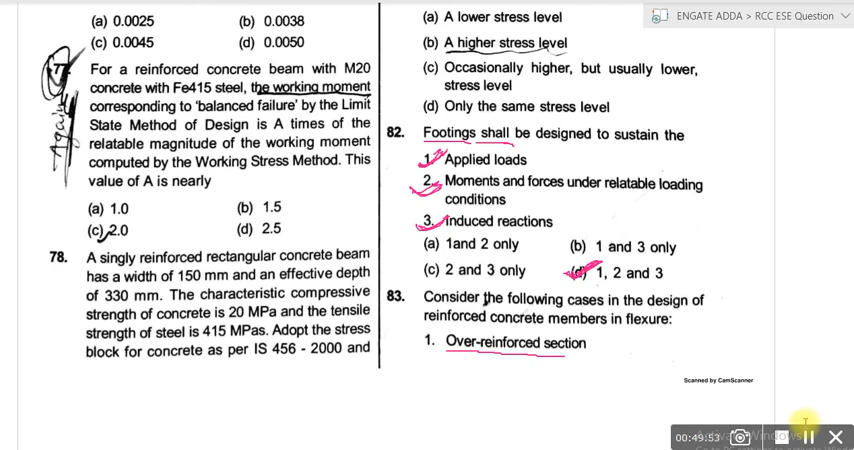 (a) 0.0025 (b) 0.0038
(c) 0.0045 (d) 0.0050
Again
77.
For a reinforced concrete beam with M20
concrete with Fe415 steel, the working moment
corresponding to 'balanced failure' by the Limit
State Method of Design is A times of the
relatable magnitude of the working moment
computed by the Working Stress Method. This
value of A is nearly
(a) 1.0 (b) 1.5
(c) 2.0 (d) 2.5
78. A singly reinforced rectangular concrete beam
has a width of 150 mm and an effective depth
of 330 mm. The characteristic compressive
strength of concrete is 20 MPa and the tensile
strength of steel is 415 MPas. Adopt the stress
block for concrete as per IS 456 - 2000 and
(a) A lower stress level
(b) A higher stress level
(c) Occasionally higher, but usually lower,
stress level
(d) Only the same stress level
82. Footings shall be designed to sustain the
1. Applied loads
2. Moments and forces under relatable loading
conditions
3. Induced reactions
(a) 1and 2 only (b) 1 and 3 only
(c) 2 and 3 only (d) 1, 2 and 3
83. Consider the following cases in the design of
reinforced concrete members in flexure:
1. Over-reinforced section
Scanned by CamScanner
ENGATE ADDA > RCC ESE Question
00:49:53